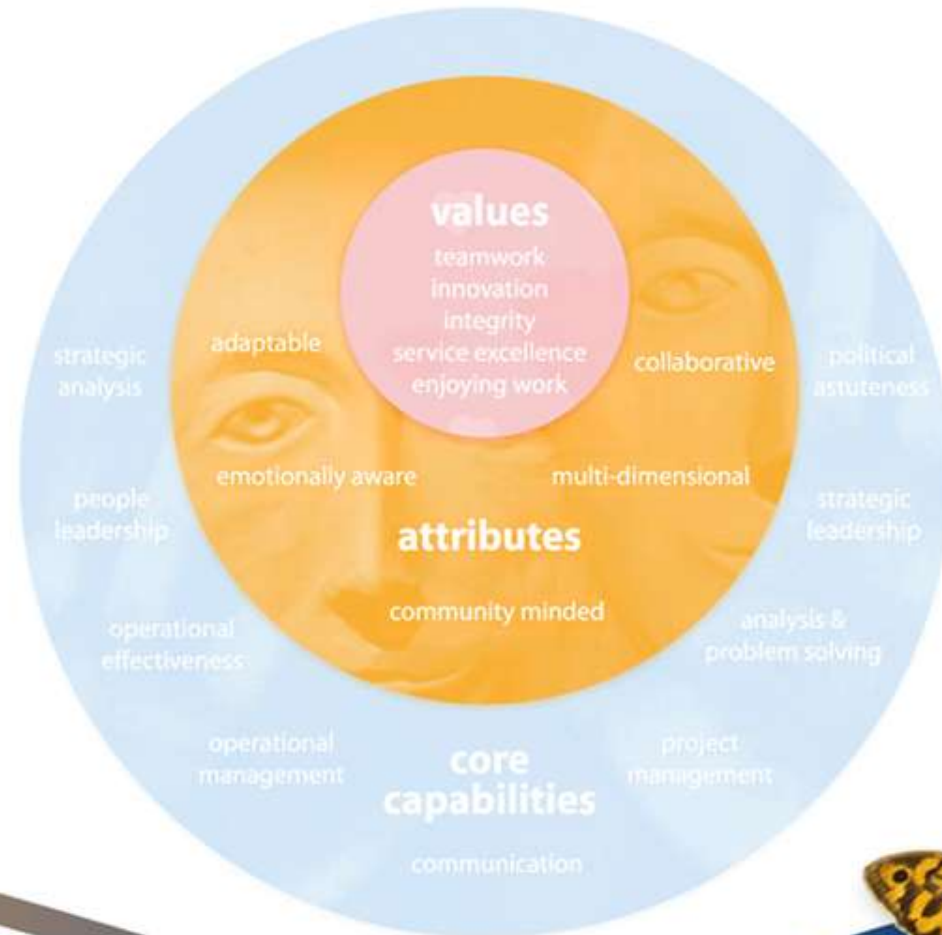 values
teamwork
innovation
integrity
service excellence
enjoying work
adaptable
collaborative
emotionally aware
multi-dimensional
attributes
community minded
strategic
analysis
political
astuteness
people
leadership
strategic
leadership
operational
effectiveness
analysis &
problem solving
operational
management
project
management
core
capabilities
communication